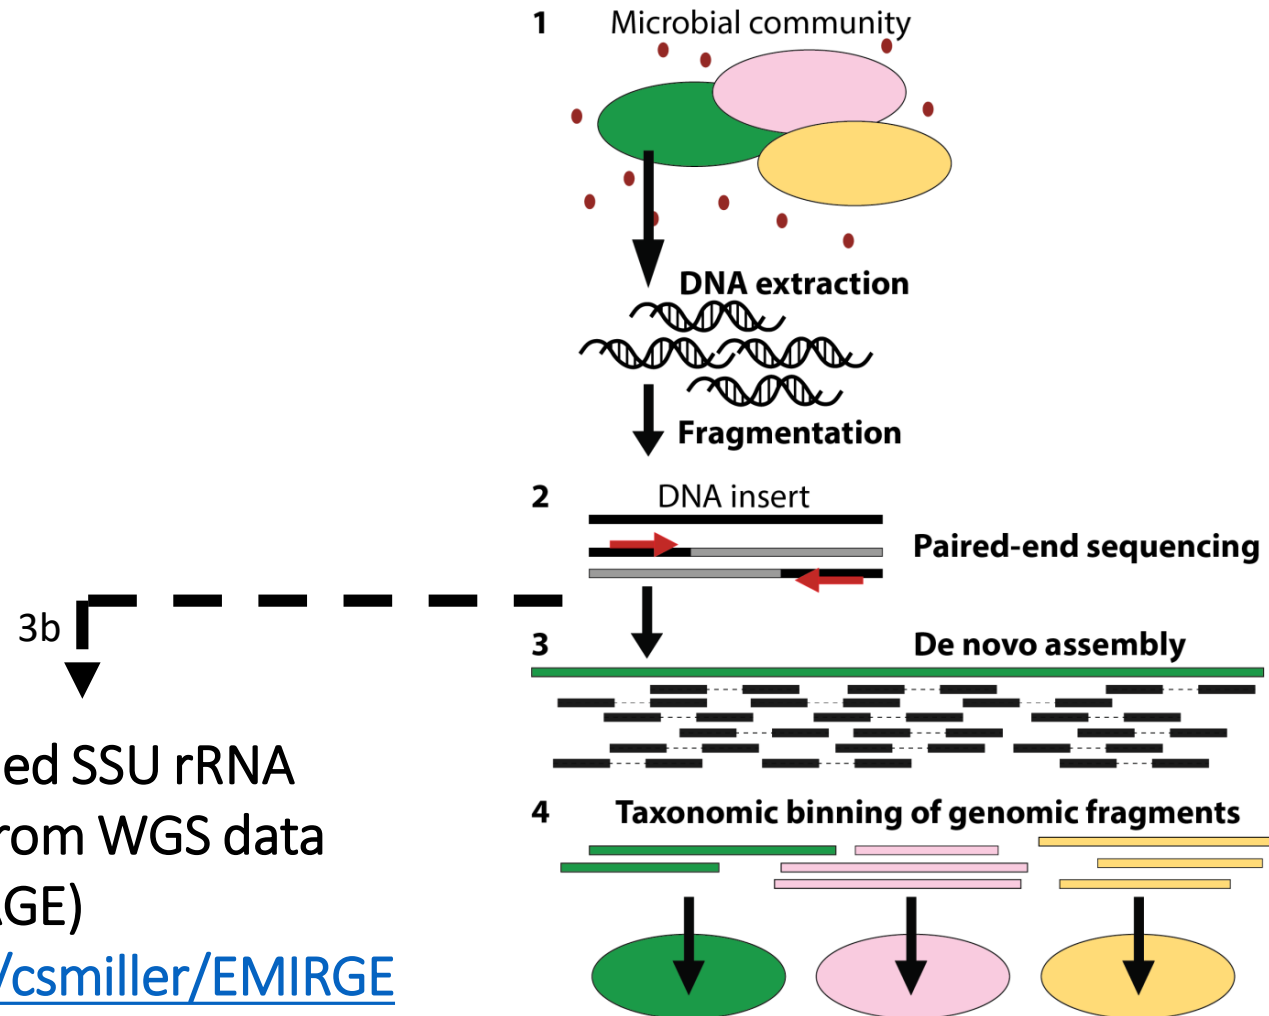 1 Microbial community
DNA extraction
Fragmentation
2 DNA insert
Paired-end sequencing
3b
3 De novo assembly
ed SSU rRNA
rom WGS data
GE)
/csmiller/EMIRGE
4 Taxonomic binning of genomic fragments